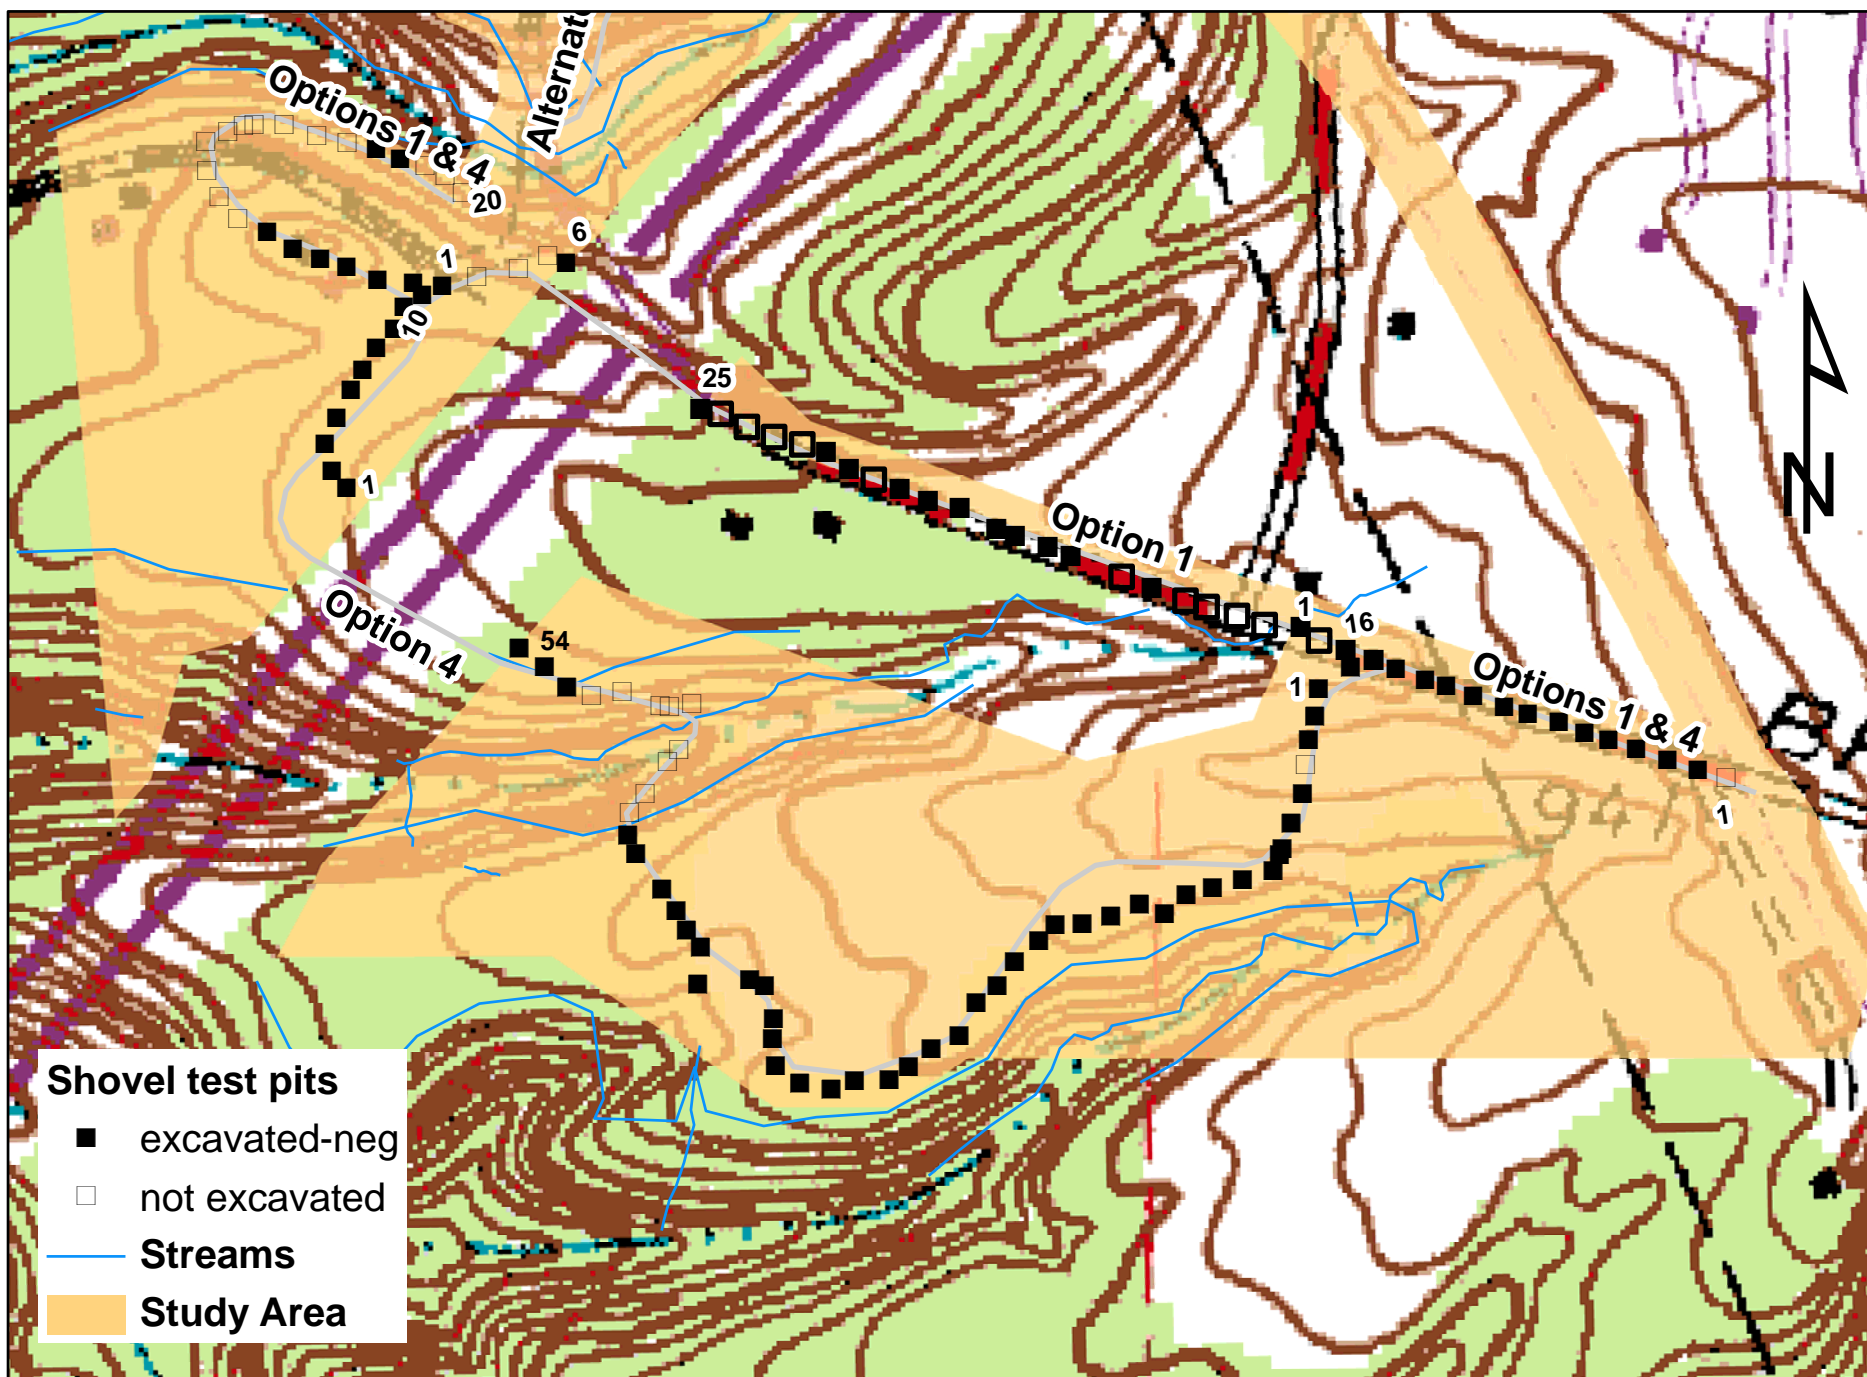 Alternat
Options 1 & 4
20
6
1
10
1
25
Option 1
Option 4
54
1
16
1
Options 1 & 4
1
94
N
Shovel test pits
excavated-neg
not excavated
Streams
Study Area